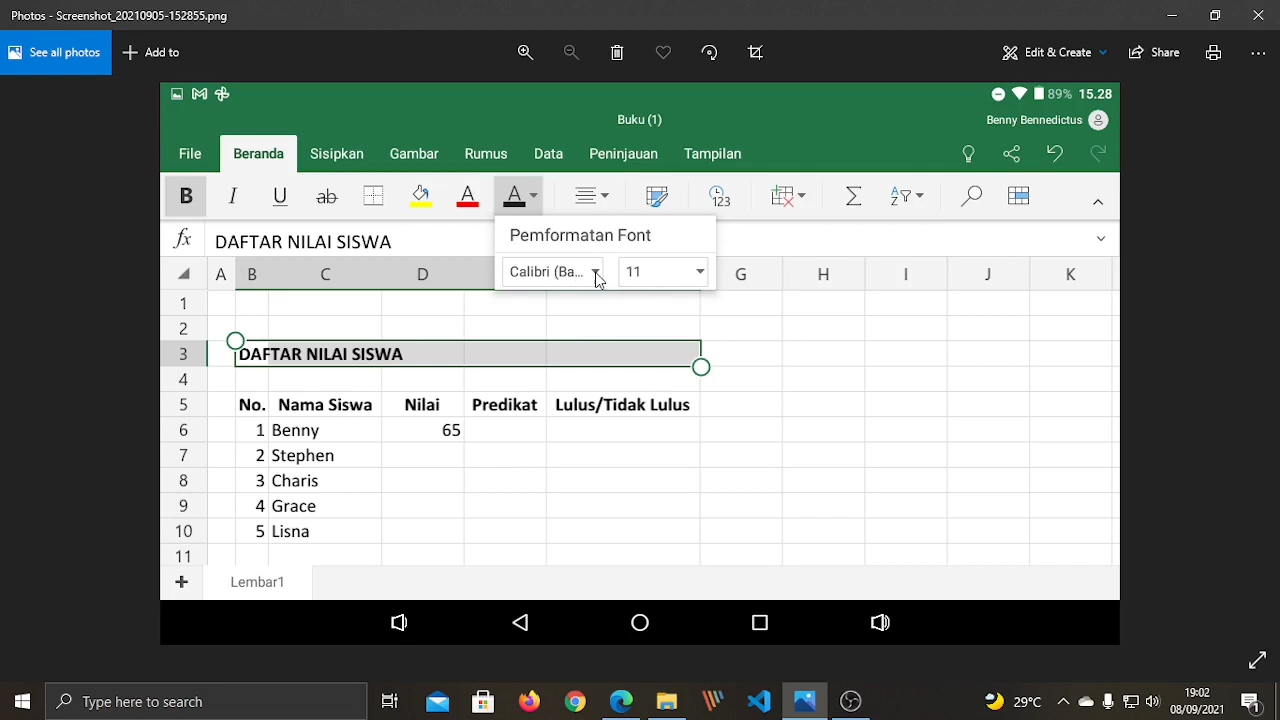 Photos - Screenshot_20210905-152855.png
See all photos
Add to
Edit & Create
Share
89% 15.28
Buku (1)
Benny Bennedictus
File Beranda Sisipkan Gambar Rumus Data Peninjauan Tampilan
B I U ab A A 123 Σ A Z
Pemformatan Font
Calibri (Ba... 11
fx DAFTAR NILAI SISWA
A B C D G H I J K
1
2
3 DAFTAR NILAI SISWA
4
5 No. Nama Siswa Nilai Predikat Lulus/Tidak Lulus
6 1 Benny 65
7 2 Stephen
8 3 Charis
9 4 Grace
10 5 Lisna
11
Lembar1
Type here to search
29°C
19:02
08/09/2021
1